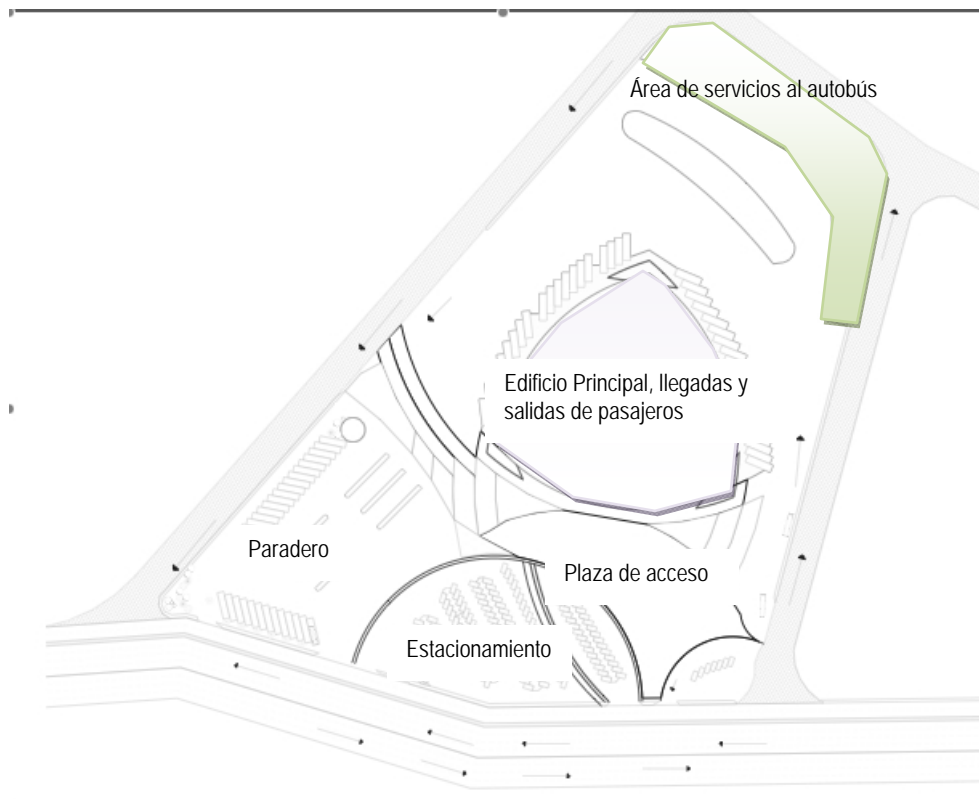 Área de servicios al autobús
Edificio Principal, llegadas y
salidas de pasajeros
Paradero
Plaza de acceso
Estacionamiento